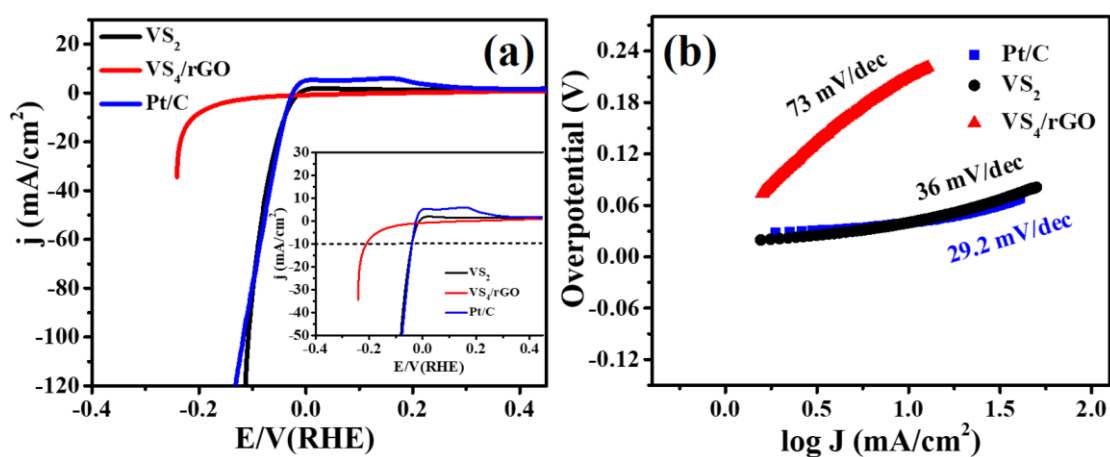 (a)
VS2
VS4/rGO
Pt/C
j (mA/cm2)
20
0
-20
-40
-60
-80
-100
-120
-0.4 -0.2 0.0 0.2 0.4
E/V(RHE)
j (mA/cm2)
30
20
10
0
-10
-20
-30
40
50
VS2
VS4/rGO
Pt/C
-0.4 -0.2 0.0 0.2 0.4
E/V(RHE)
(b)
Pt/C
VS2
VS4/rGO
73 mV/dec
36 mV/dec
29.2 mV/dec
Overpotential (V)
0.24
0.18
0.12
0.06
0.00
-0.06
-0.12
0.0 0.5 1.0 1.5 2.0
log J (mA/cm2)